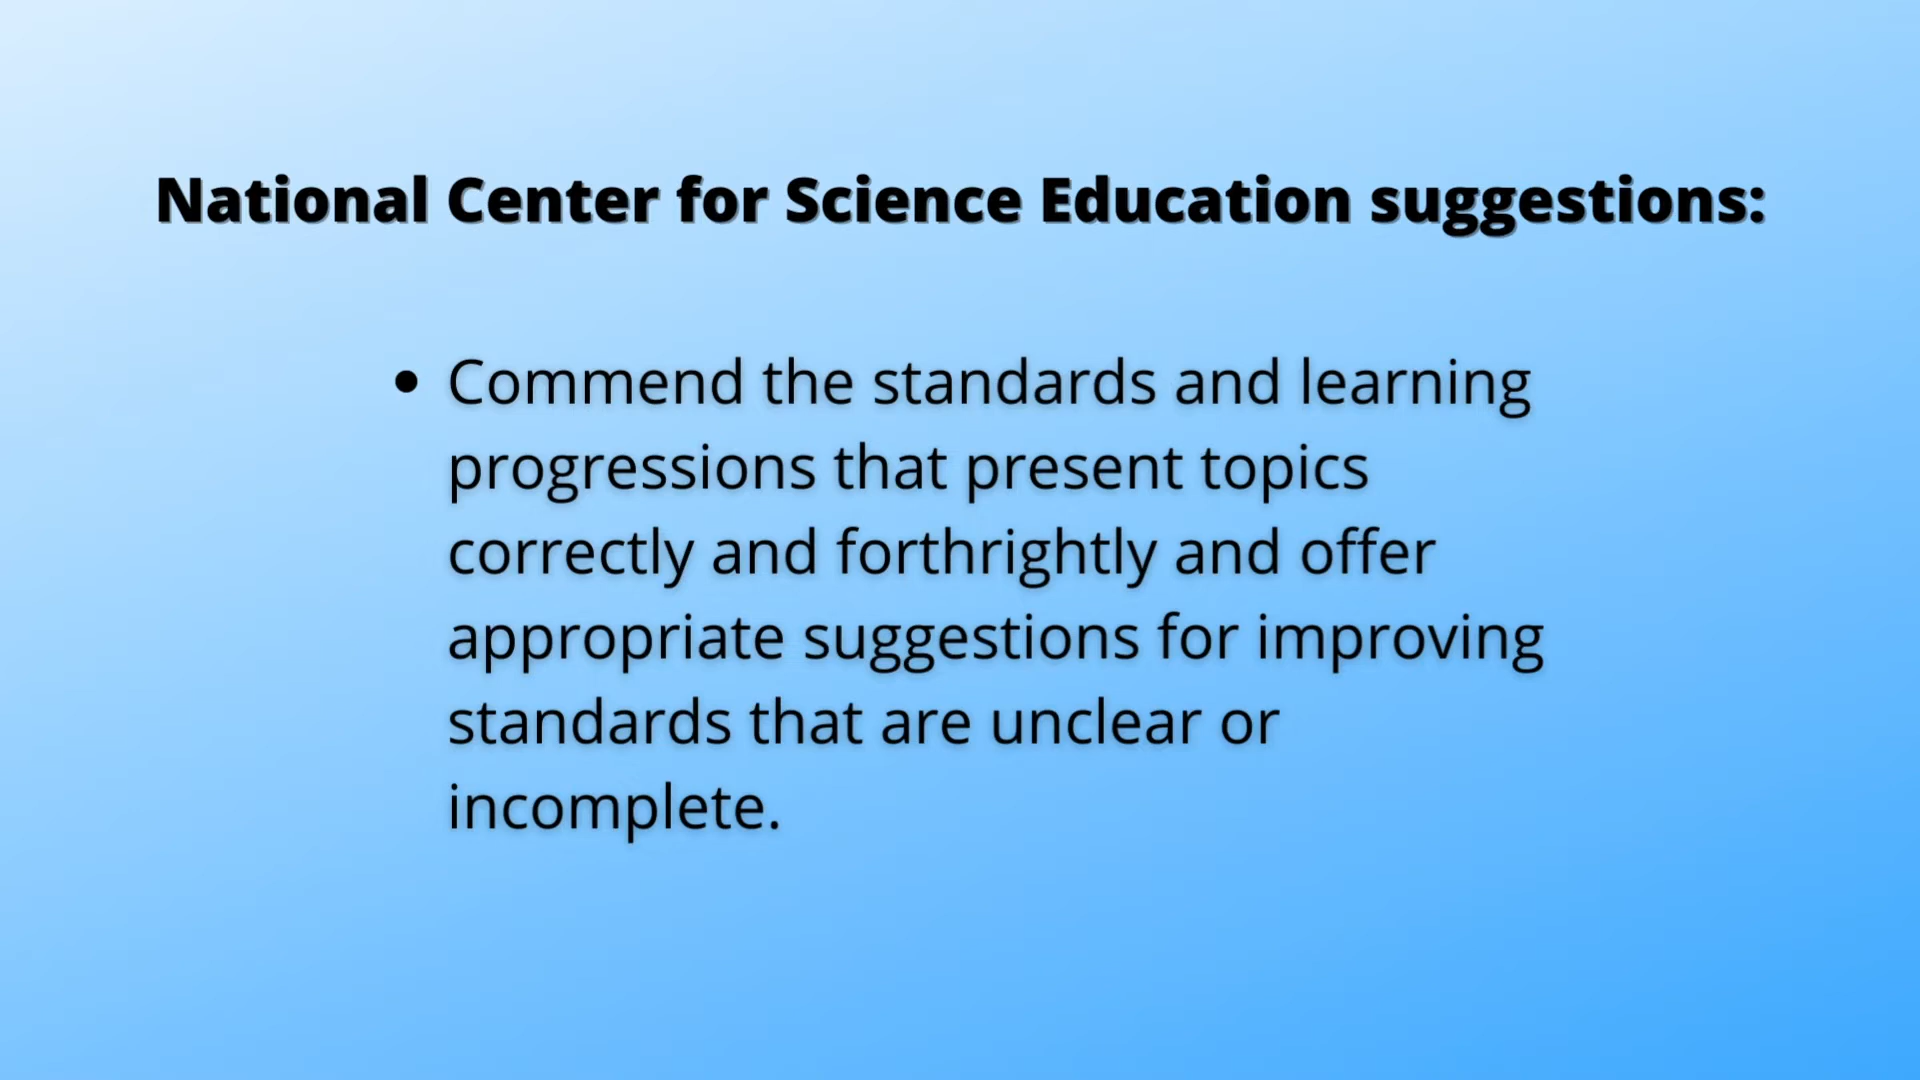 National Center for Science Education suggestions:
• Commend the standards and learning
progressions that present topics
correctly and forthrightly and offer
appropriate suggestions for improving
standards that are unclear or
incomplete.